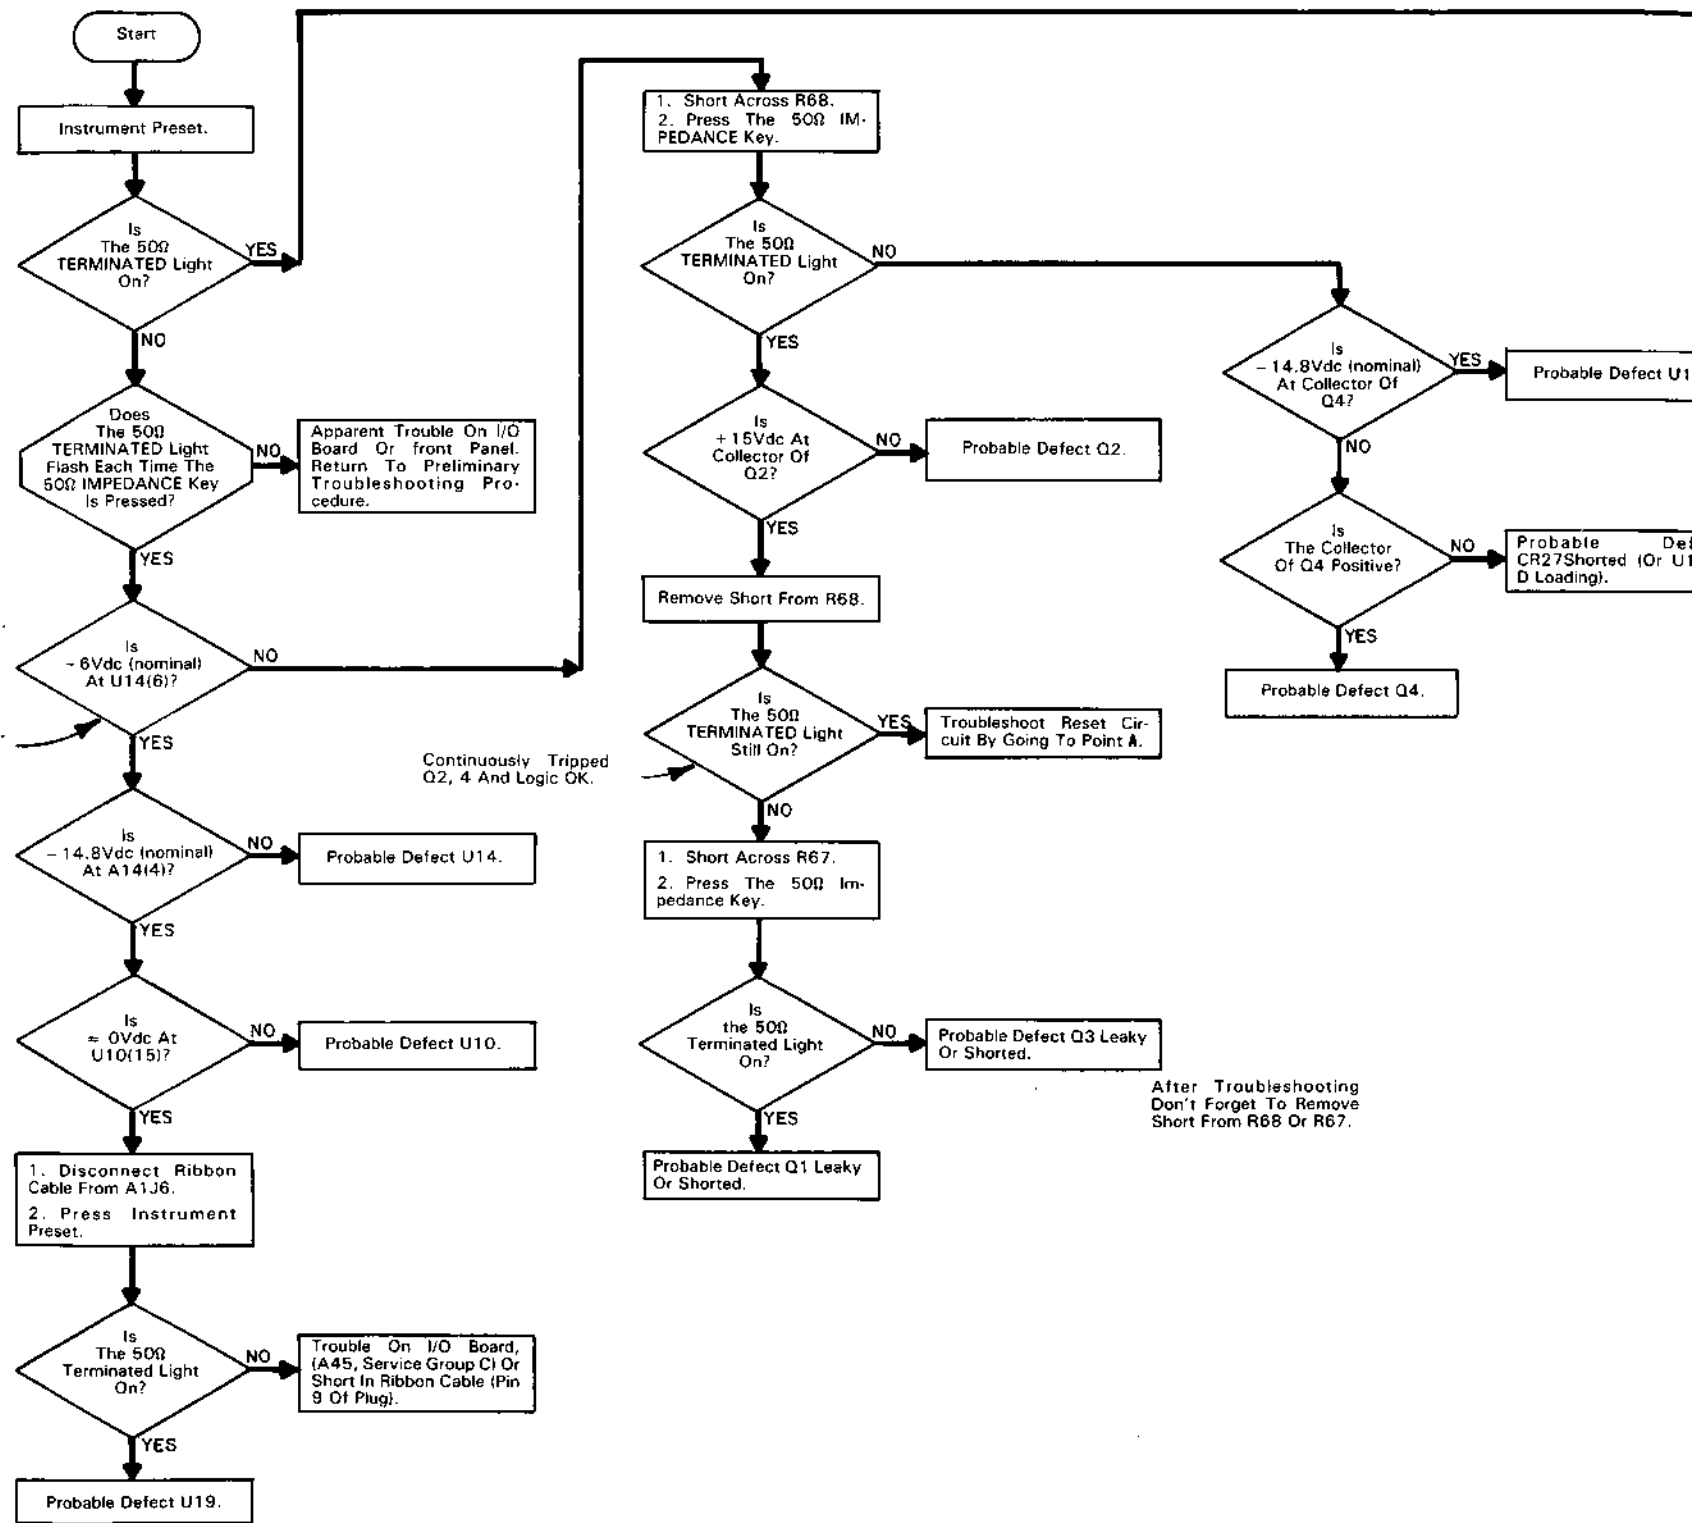 Start
Instrument Preset.
Is
The 50Ω
TERMINATED Light
On?
YES
NO
Does
The 50Ω
TERMINATED Light
Flash Each Time The
50Ω IMPEDANCE Key
Is Pressed?
NO
Apparent Trouble On I/O
Board Or front Panel.
Return To Preliminary
Troubleshooting Pro-
cedure.
YES
Is
– 6Vdc (nominal)
At U14(6)?
NO
YES
Is
– 14.8Vdc (nominal)
At A14(4)?
NO
Probable Defect U14.
YES
Is
≈ 0Vdc At
U10(15)?
NO
Probable Defect U10.
YES
1. Disconnect Ribbon
Cable From A1J6.
2. Press Instrument
Preset.
Is
The 50Ω
Terminated Light
On?
NO
Trouble On I/O Board,
(A45, Service Group C) Or
Short In Ribbon Cable (Pin
9 Of Plug).
YES
Probable Defect U19.
1. Short Across R68.
2. Press The 50Ω IM-
PEDANCE Key.
Is
The 50Ω
TERMINATED Light
On?
NO
YES
Is
+ 15Vdc At
Collector Of
Q2?
NO
Probable Defect Q2.
YES
Remove Short From R68.
Is
The 50Ω
TERMINATED Light
Still On?
YES
Troubleshoot Reset Cir-
cuit By Going To Point A.
Continuously Tripped
Q2, 4 And Logic OK.
NO
1. Short Across R67.
2. Press The 50Ω Im-
pedance Key.
Is
the 50Ω
Terminated Light
On?
NO
Probable Defect Q3 Leaky
Or Shorted.
YES
Probable Defect Q1 Leaky
Or Shorted.
After Troubleshooting
Don't Forget To Remove
Short From R68 Or R67.
Is
– 14.8Vdc (nominal)
At Collector Of
Q4?
YES
Probable Defect U1
NO
Is
The Collector
Of Q4 Positive?
NO
Probable Def
CR27Shorted (Or U1
D Loading).
YES
Probable Defect Q4.